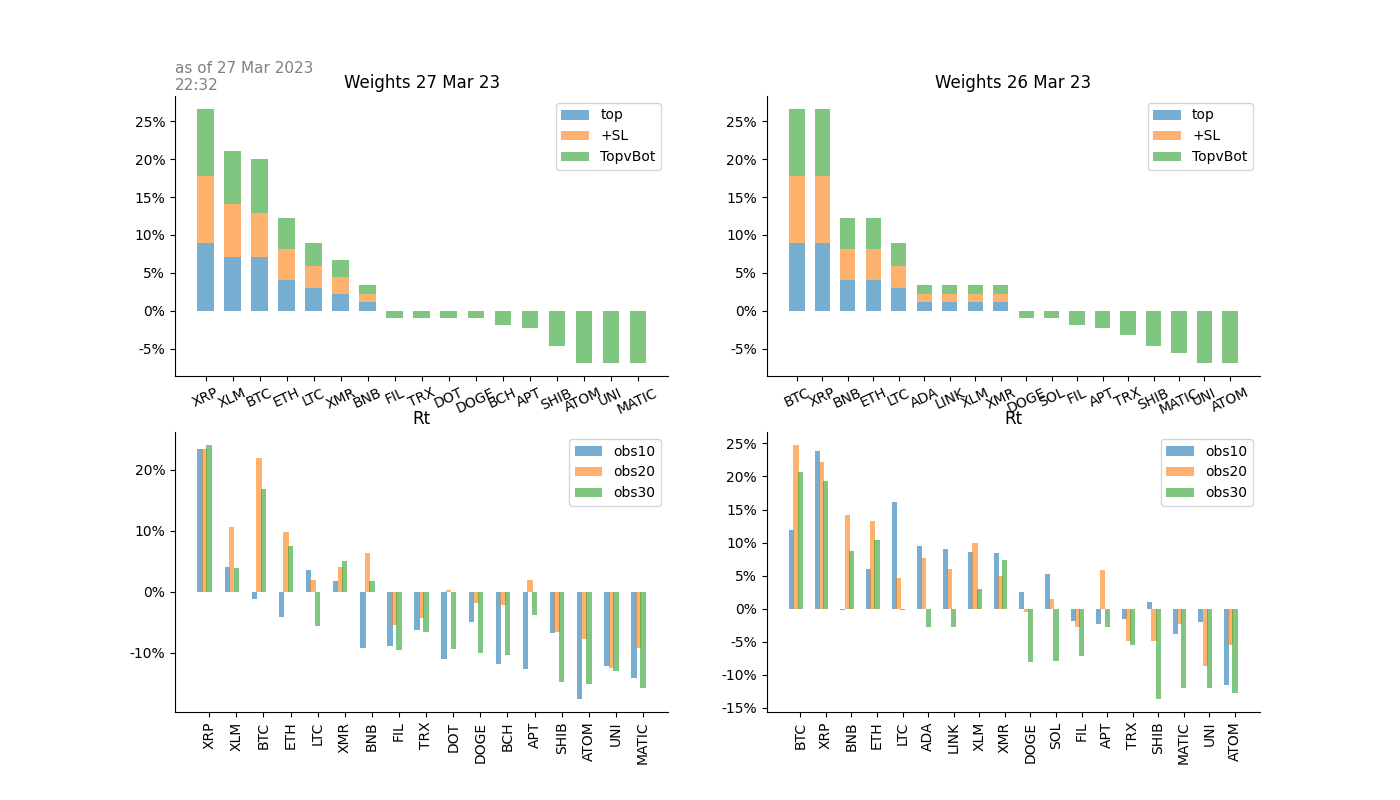 as of 27 Mar 2023
22:32
Weights 27 Mar 23
25%
20%
15%
10%
5%
0%
-5%
top
+SL
TopvBot
XRP XLM BTC ETH LTC XMR BNB FIL TRX DOT DOGE BCH APT SHIB ATOM UNI MATIC
Weights 26 Mar 23
25%
20%
15%
10%
5%
0%
-5%
top
+SL
TopvBot
BTC XRP BNB ETH LTC ADA LINK XLM XMR DOGE SOL FIL APT TRX SHIB MATIC UNI ATOM
Rt
20%
10%
0%
-10%
obs10
obs20
obs30
XRP XLM BTC ETH LTC XMR BNB FIL TRX DOT DOGE BCH APT SHIB ATOM UNI MATIC
Rt
25%
20%
15%
10%
5%
0%
-5%
-10%
-15%
obs10
obs20
obs30
BTC XRP BNB ETH LTC ADA LINK XLM XMR DOGE SOL FIL APT TRX SHIB MATIC UNI ATOM